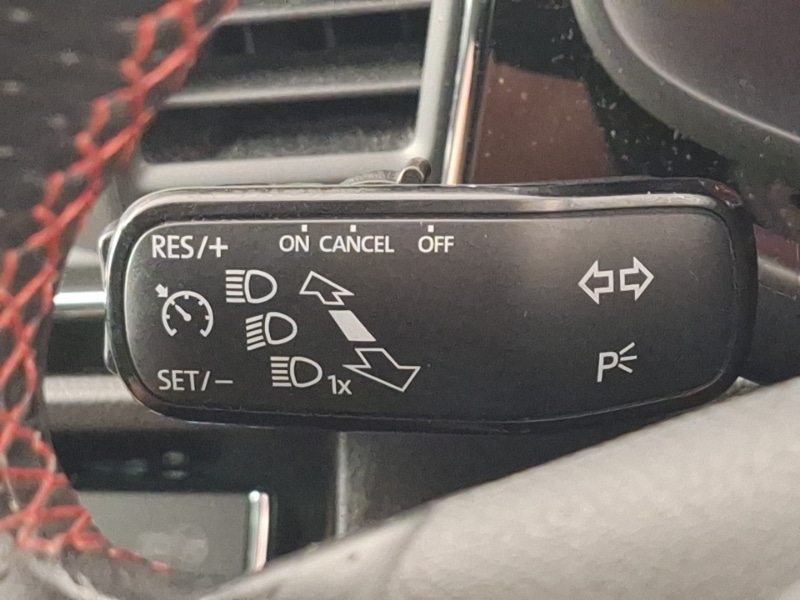 RES/+ ON CANCEL OFF
1x
SET/-
P